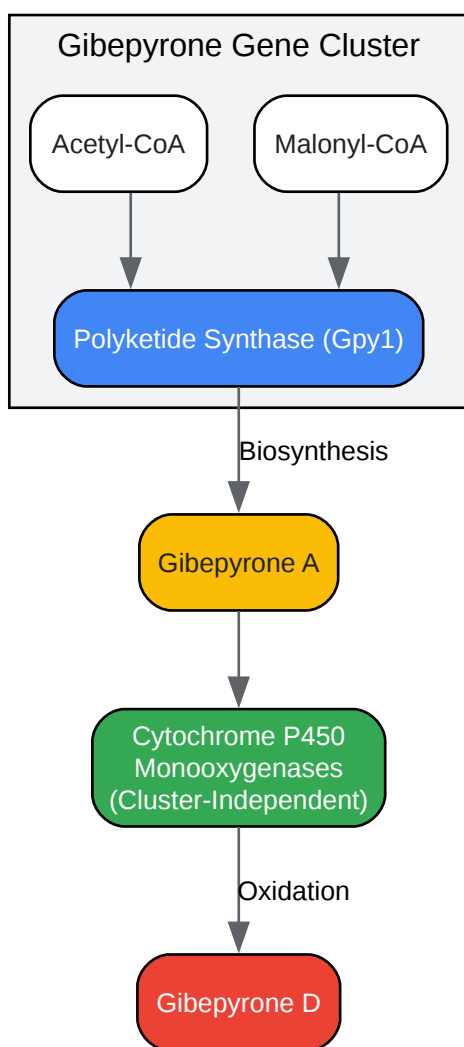 Gibepyrone Gene Cluster
Acetyl-CoA
Malonyl-CoA
Polyketide Synthase (Gpy1)
Biosynthesis
Gibepyrone A
Cytochrome P450
Monooxygenases
(Cluster-Independent)
Oxidation
Gibepyrone D